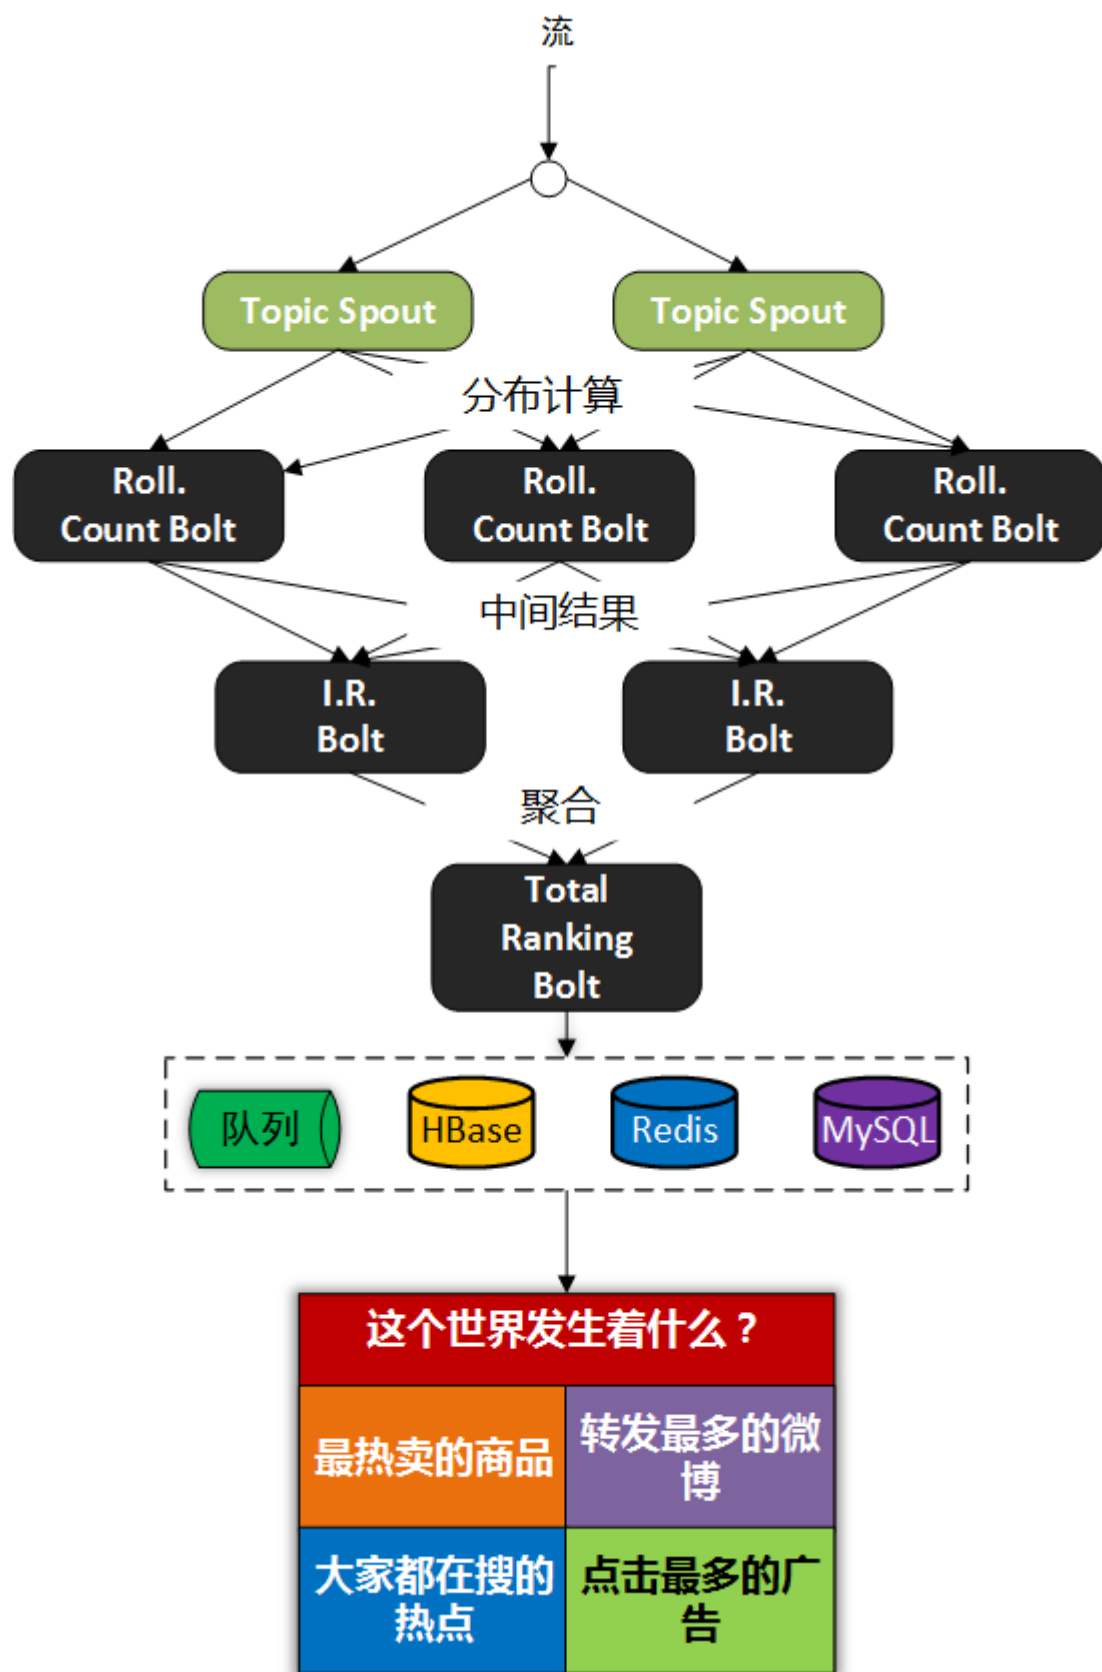 流
Topic Spout
Topic Spout
分布计算
Roll.
Count Bolt
Roll.
Count Bolt
Roll.
Count Bolt
中间结果
I.R.
Bolt
I.R.
Bolt
聚合
Total
Ranking
Bolt
队列
HBase
Redis
MySQL
这个世界发生着什么？
最热卖的商品
转发最多的微
博
大家都在搜的
热点
点击最多的广
告